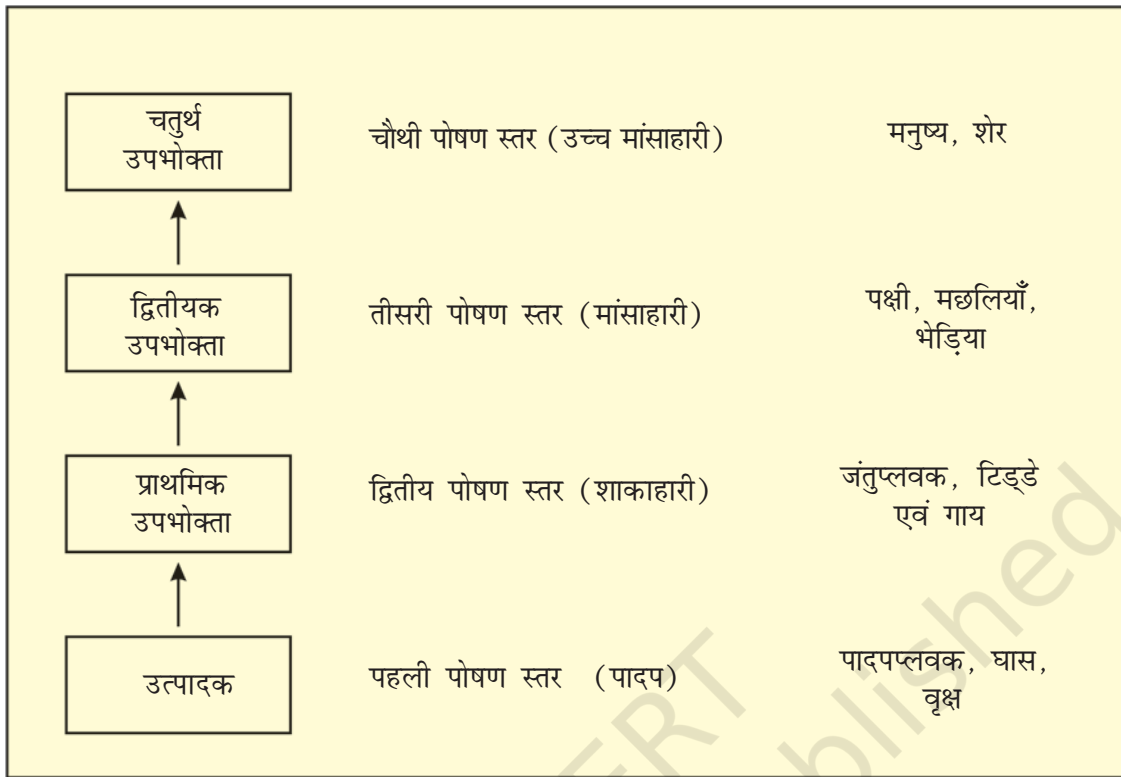 चतुर्थ
उपभोक्ता
चौथी पोषण स्तर (उच्च मांसाहारी)
मनुष्य, शेर
द्वितीयक
उपभोक्ता
तीसरी पोषण स्तर (मांसाहारी)
पक्षी, मछलियाँ,
भेड़िया
प्राथमिक
उपभोक्ता
द्वितीय पोषण स्तर (शाकाहारी)
जंतुप्लवक, टिड्डे
एवं गाय
उत्पादक
पहली पोषण स्तर (पादप)
पादपप्लवक, घास,
वृक्ष